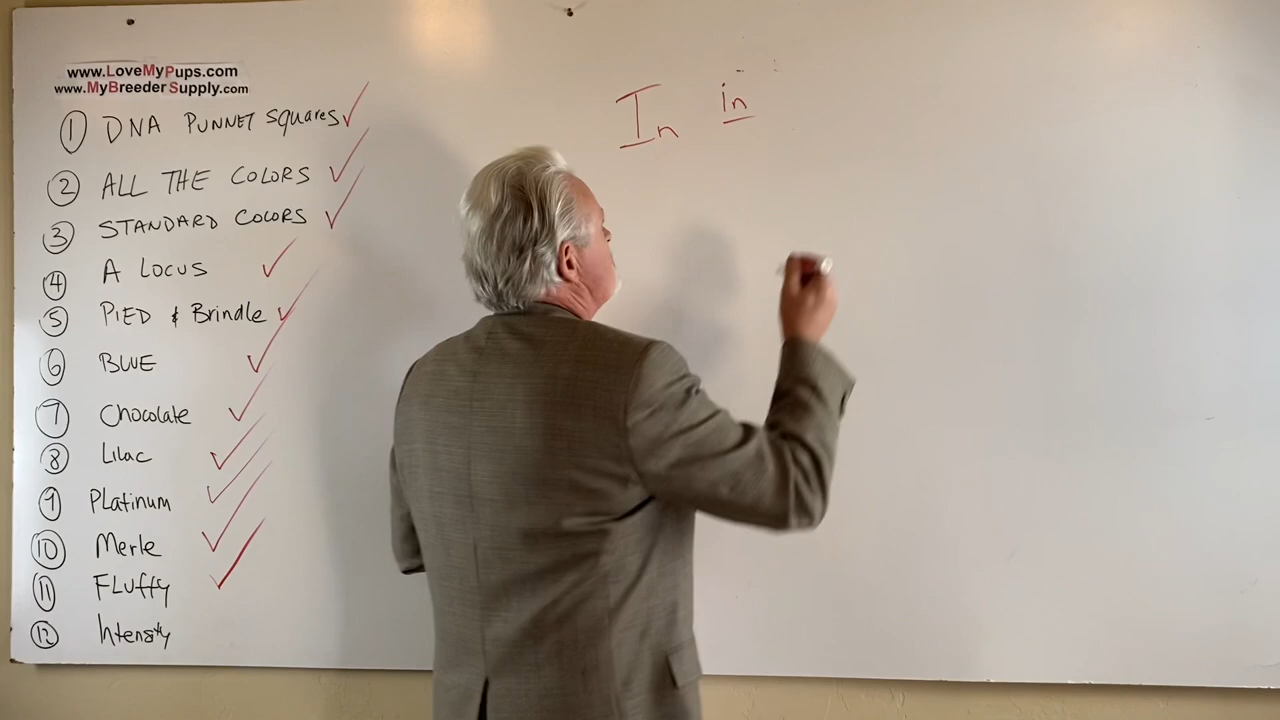 www.LoveMyPups.com
www.MyBreederSupply.com
1 DNA PUNNET Squares
2 ALL THE COLORS
3 STANDARD COLORS
4 A LOCUS
5 PIED & Brindle
6 BLUE
7 Chocolate
8 Lilac
9 Platinum
10 Merle
11 FLuffy
12 Intensity
In in